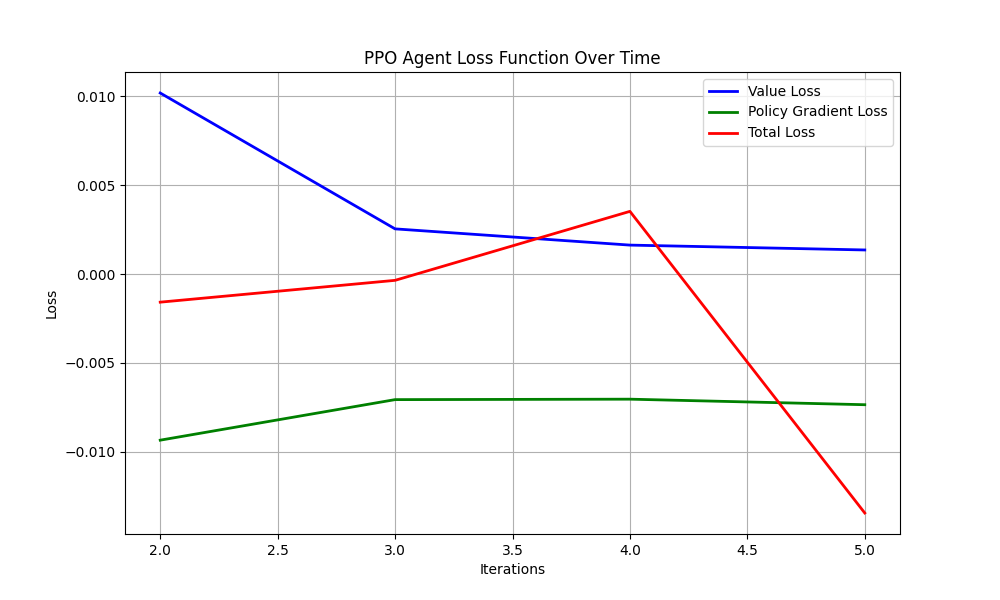 PPO Agent Loss Function Over Time
Value Loss
Policy Gradient Loss
Total Loss
0.010
0.005
0.000
−0.005
−0.010
Loss
2.0 2.5 3.0 3.5 4.0 4.5 5.0
Iterations